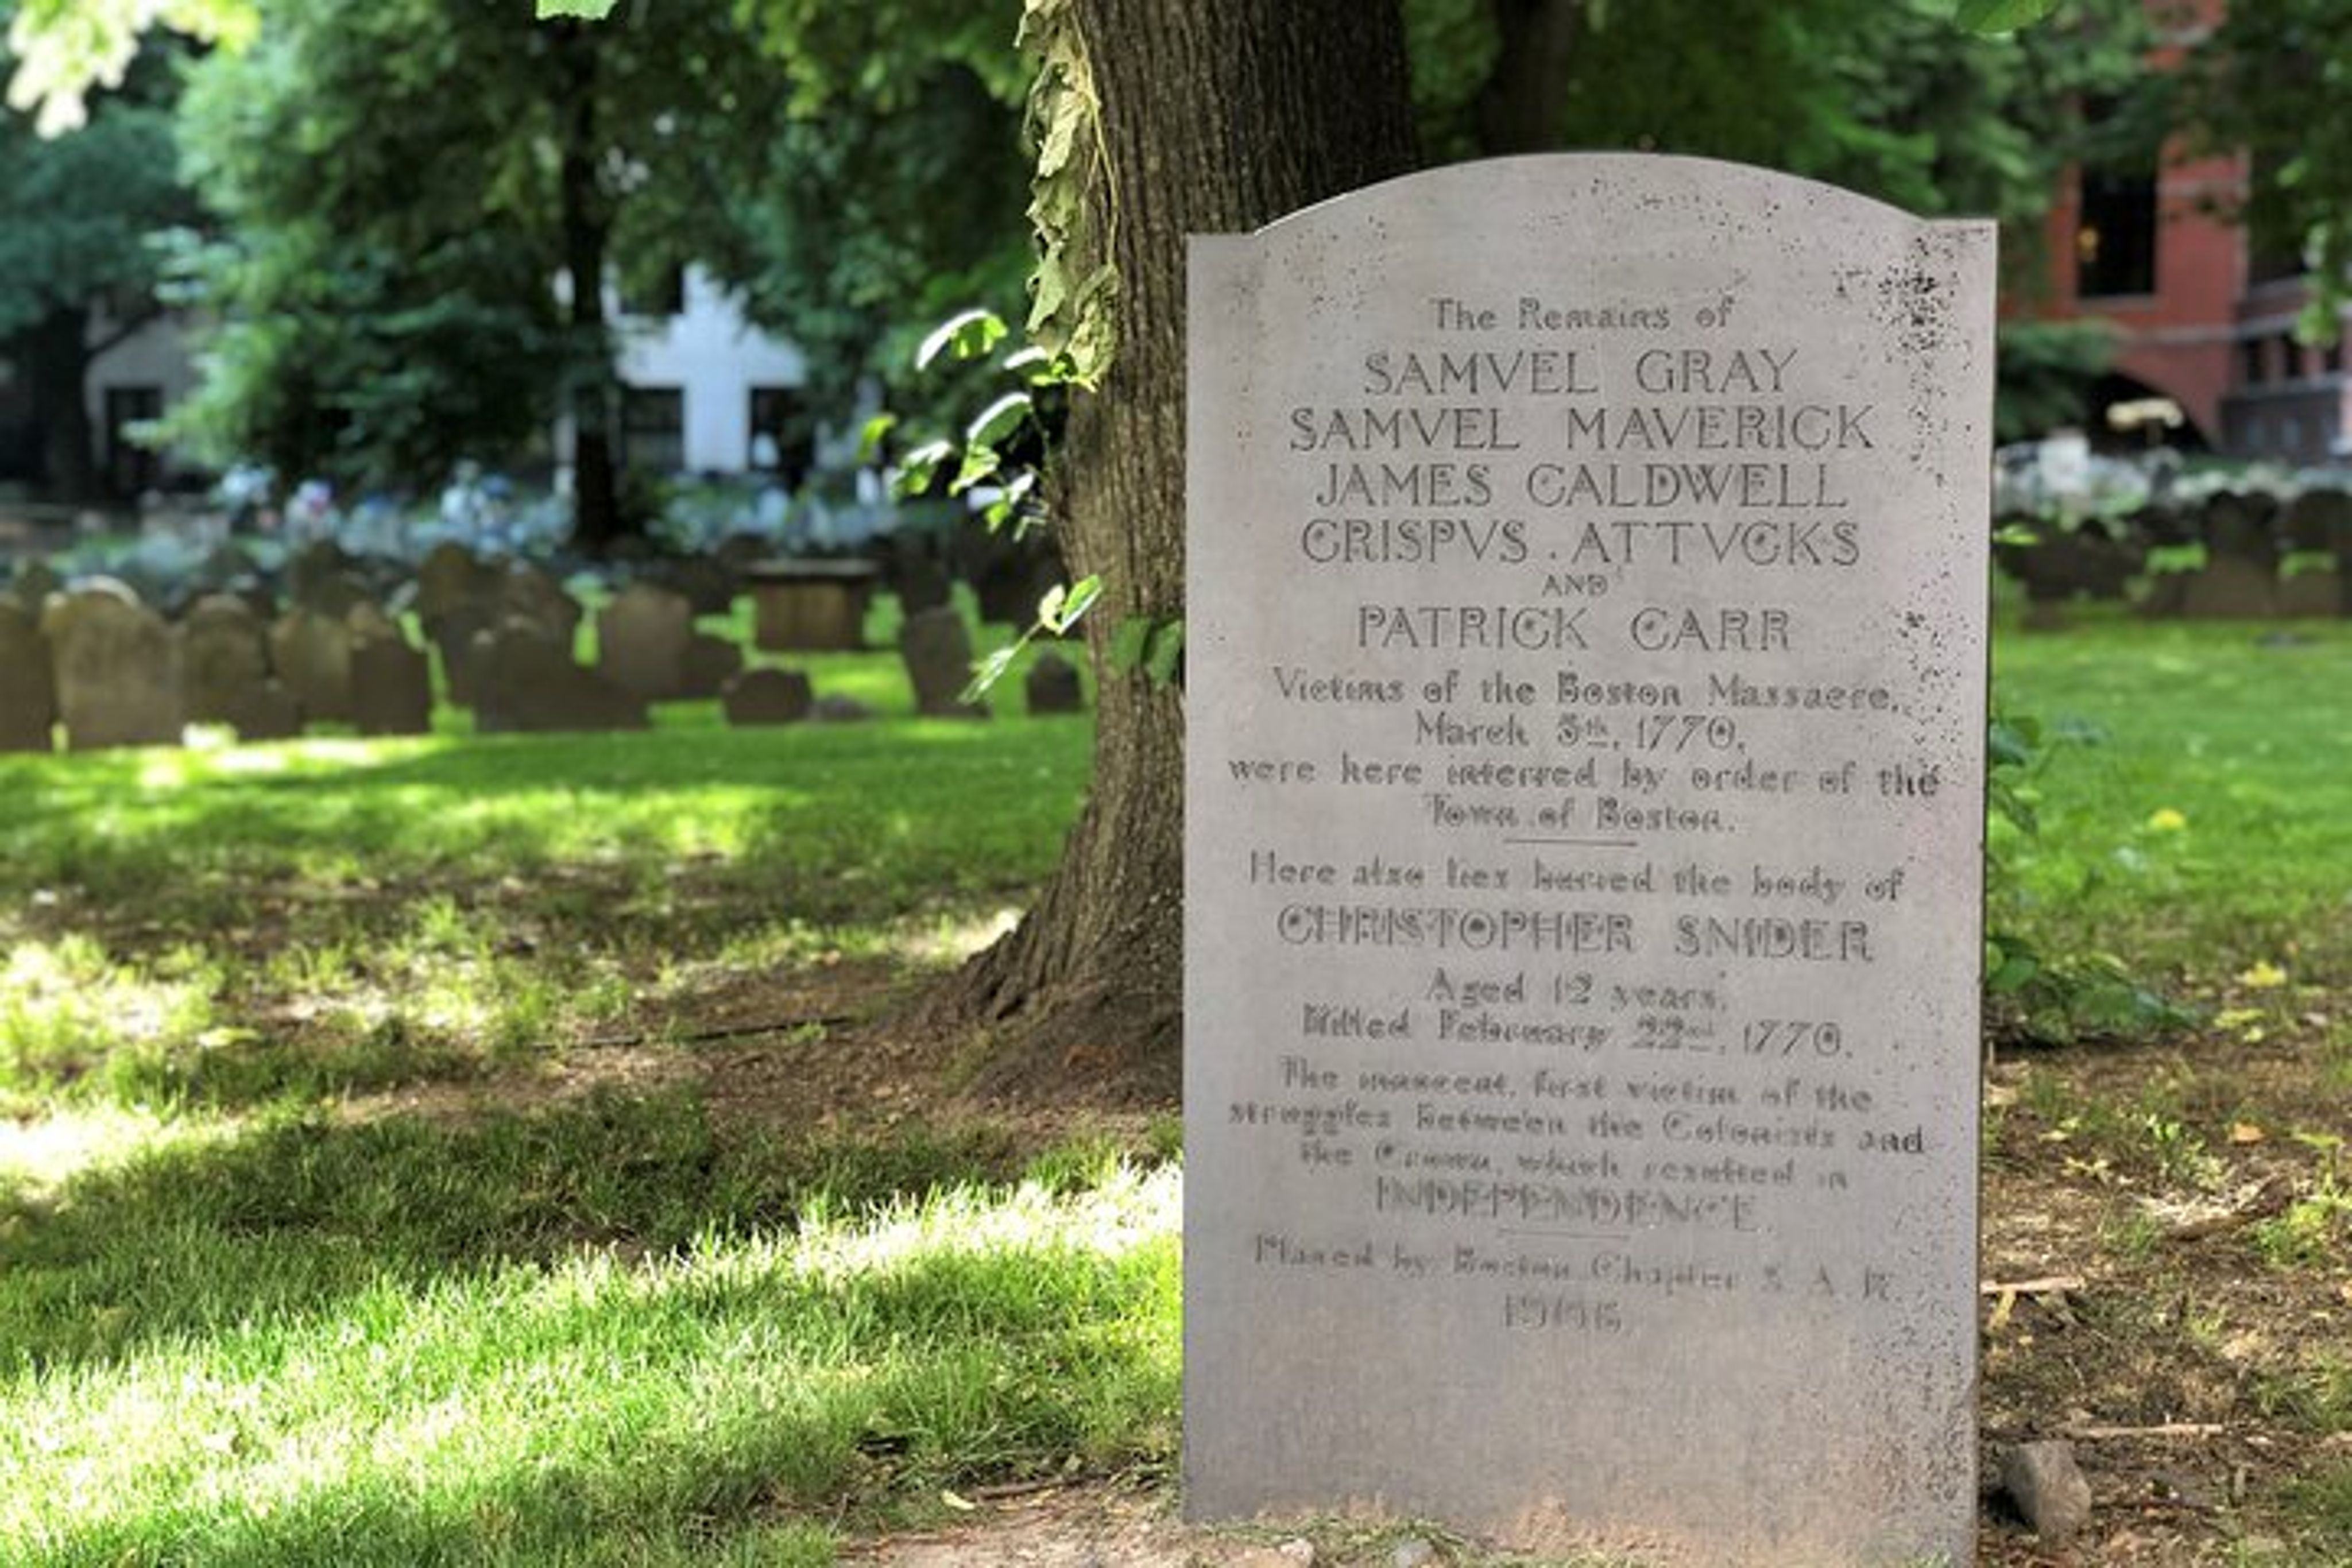 The Remains of
SAMVEL GRAY
SAMVEL MAVERICK
JAMES CALDWELL
CRISPVS . ATTVCKS
AND
PATRICK CARR
Victims of the Boston Massacre,
March 5th, 1770,
were here interred by order of the
Town of Boston.
Here also lies buried the body of
CHRISTOPHER SNIDER
Aged 12 years,
Killed February 22nd, 1770.
The innocent, first victim of the
struggles between the Colonists and
the Crown, which resulted in
INDEPENDENCE.
Placed by Boston Chapter S. A. R.
1906